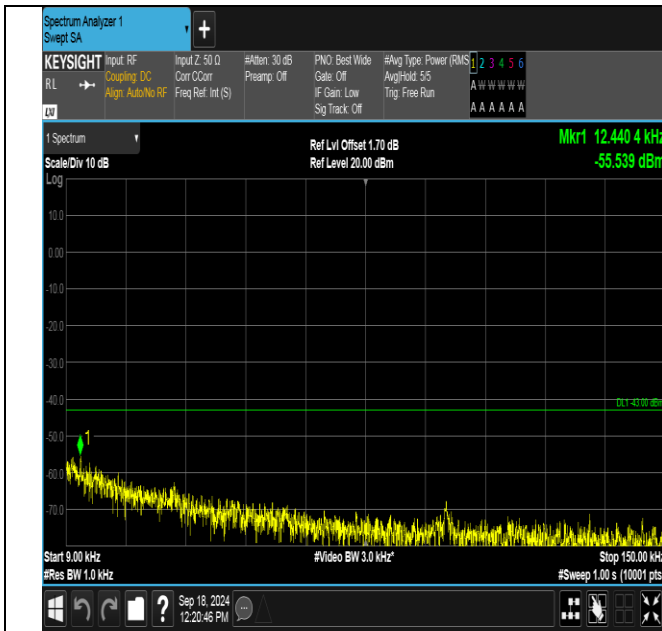 Spectrum Analyzer 1
Swept SA
+
KEYSIGHT
RL
LXI
Input: RF
Coupling: DC
Align: Auto/No RF
Input Z: 50 Ω
Corr CCorr
Freq Ref: Int (S)
#Atten: 30 dB
Preamp: Off
PNO: Best Wide
Gate: Off
IF Gain: Low
Sig Track: Off
#Avg Type: Power (RMS
Avg|Hold: 5/5
Trig: Free Run
1 2 3 4 5 6
A W W W W W
A A A A A A
1 Spectrum
Scale/Div 10 dB
Ref Lvl Offset 1.70 dB
Ref Level 20.00 dBm
Mkr1 12.440 4 kHz
-55.539 dBm
Log
10.0
0.00
-10.0
-20.0
-30.0
-40.0
DL1 -43.00 dBm
-50.0
1
-60.0
-70.0
Start 9.00 kHz
#Res BW 1.0 kHz
#Video BW 3.0 kHz*
Stop 150.00 kHz
#Sweep 1.00 s (10001 pts
?
Sep 18, 2024
12:20:46 PM